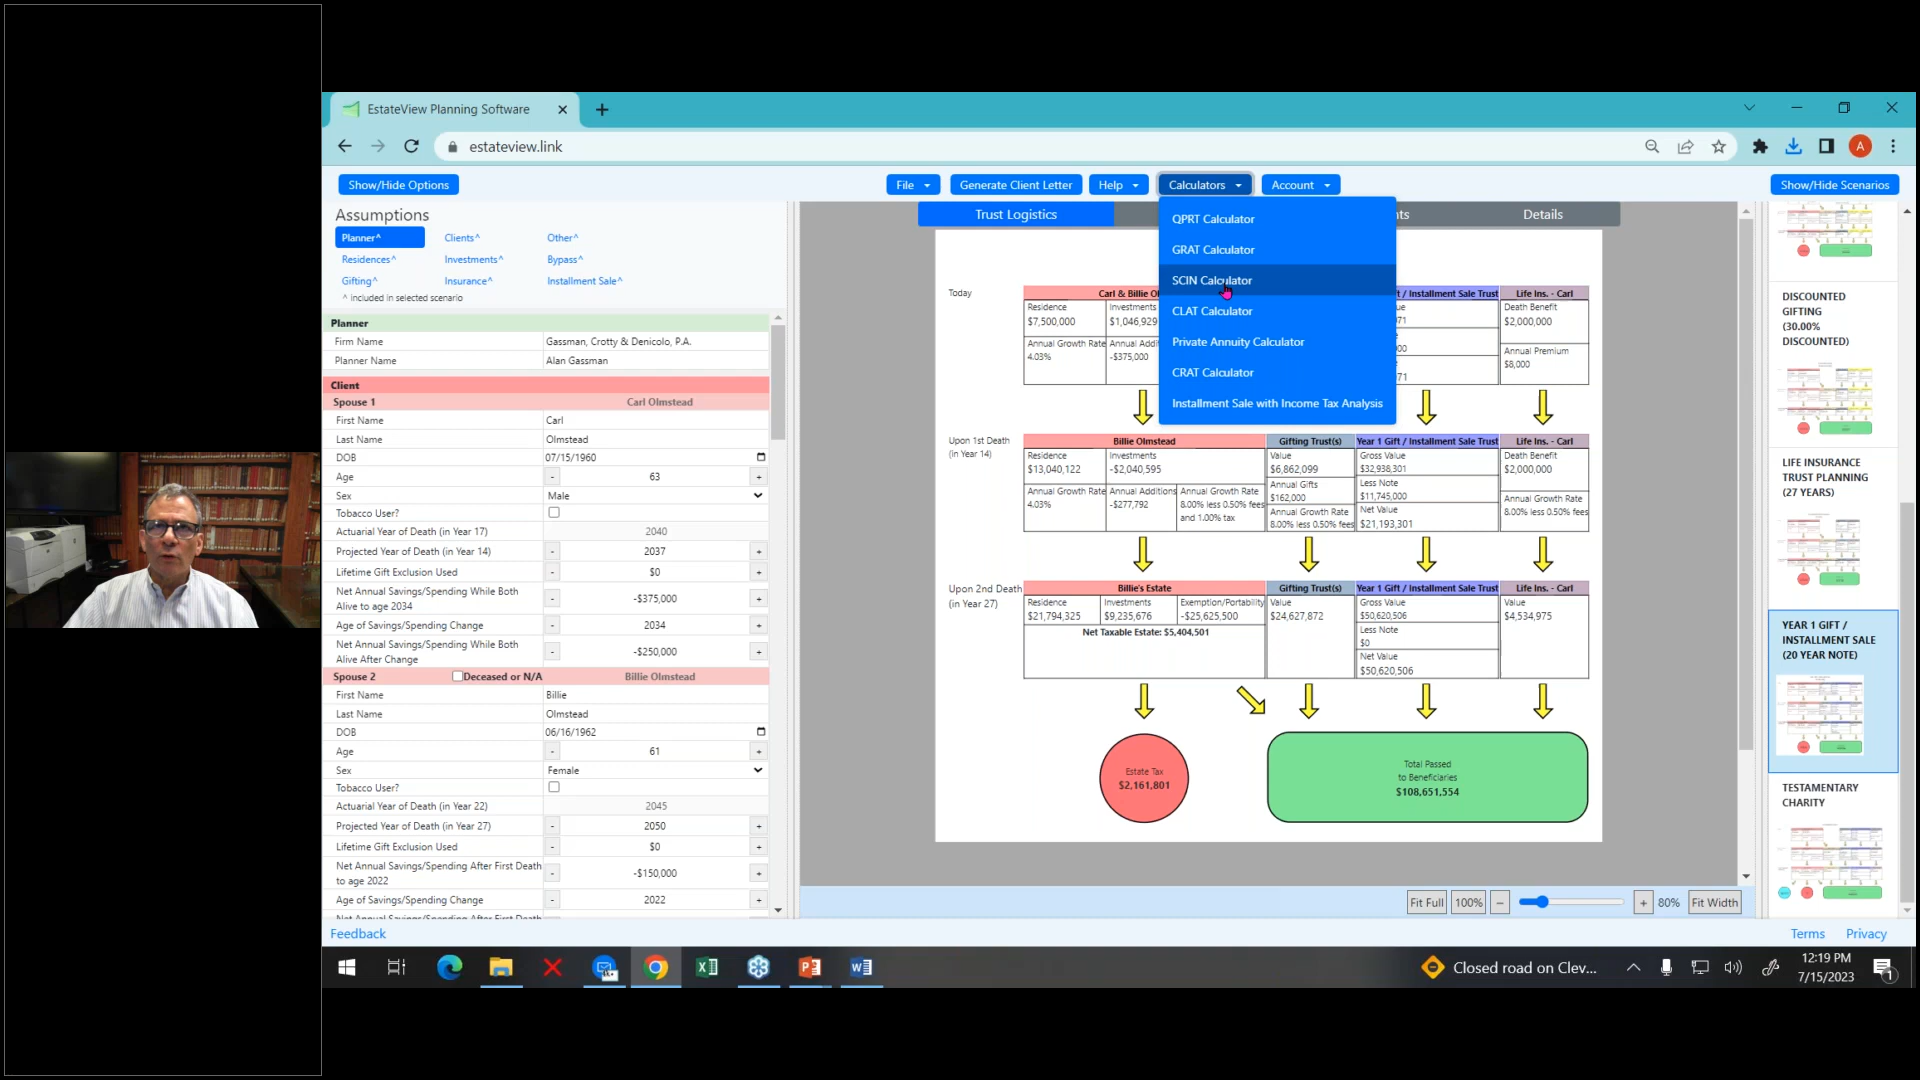 EstateView Planning Software
estateview.link
A
Show/Hide Options
File
Generate Client Letter
Help
Calculators
Account
Show/Hide Scenarios
QPRT Calculator
GRAT Calculator
SCIN Calculator
CLAT Calculator
Private Annuity Calculator
CRAT Calculator
Installment Sale with Income Tax Analysis
Assumptions
Planner^ Clients^ Other^
Residences^ Investments^ Bypass^
Gifting^ Insurance^ Installment Sale^
^ included in selected scenario
Planner
Firm Name Gassman, Crotty & Denicolo, P.A.
Planner Name Alan Gassman
Client
Spouse 1 Carl Olmstead
First Name Carl
Last Name Olmstead
DOB 07/15/1960
Age - 63 +
Sex Male
Tobacco User?
Actuarial Year of Death (in Year 17) 2040
Projected Year of Death (in Year 14) - 2037 +
Lifetime Gift Exclusion Used - $0 +
Net Annual Savings/Spending While Both
Alive to age 2034 - -$375,000 +
Age of Savings/Spending Change - 2034 +
Net Annual Savings/Spending While Both
Alive After Change - -$250,000 +
Spouse 2 Deceased or N/A Billie Olmstead
First Name Billie
Last Name Olmstead
DOB 06/16/1962
Age - 61 +
Sex Female
Tobacco User?
Actuarial Year of Death (in Year 22) 2045
Projected Year of Death (in Year 27) - 2050 +
Lifetime Gift Exclusion Used - $0 +
Net Annual Savings/Spending After First Death
to age 2022 - -$150,000 +
Age of Savings/Spending Change - 2022 +
Net Annual Savings/Spending After First Death
Feedback
Trust Logistics
ts
Details
Today
Carl & Billie Ol
Residence
$7,500,000
Investments
$1,046,929
Annual Growth Rate
4.03%
Annual Addi
-$375,000
t / Installment Sale Trust
ue
071
00
71
Life Ins. - Carl
Death Benefit
$2,000,000
Annual Premium
$8,000
Upon 1st Death
(in Year 14)
Billie Olmstead
Residence
$13,040,122
Investments
-$2,040,595
Annual Growth Rate
4.03%
Annual Additions
-$277,792
Annual Growth Rate
8.00% less 0.50% fees
and 1.00% tax
Gifting Trust(s)
Value
$6,862,099
Annual Gifts
$162,000
Annual Growth Rate
8.00% less 0.50% fees
Year 1 Gift / Installment Sale Trust
Gross Value
$32,938,301
Less Note
$11,745,000
Net Value
$21,193,301
Life Ins. - Carl
Death Benefit
$2,000,000
Annual Growth Rate
8.00% less 0.50% fees
Upon 2nd Death
(in Year 27)
Billie's Estate
Residence
$21,794,325
Investments
$9,235,676
Exemption/Portability
-$25,625,500
Net Taxable Estate: $5,404,501
Gifting Trust(s)
Value
$24,627,872
Year 1 Gift / Installment Sale Trust
Gross Value
$50,620,506
Less Note
$0
Net Value
$50,620,506
Life Ins. - Carl
Value
$4,534,975
Estate Tax
$2,161,801
Total Passed
to Beneficiaries
$108,651,554
Fit Full 100% − + 80% Fit Width
DISCOUNTED
GIFTING
(30.00%
DISCOUNTED)
LIFE INSURANCE
TRUST PLANNING
(27 YEARS)
YEAR 1 GIFT /
INSTALLMENT SALE
(20 YEAR NOTE)
TESTAMENTARY
CHARITY
Terms Privacy
Closed road on Clev...
12:19 PM
7/15/2023
1